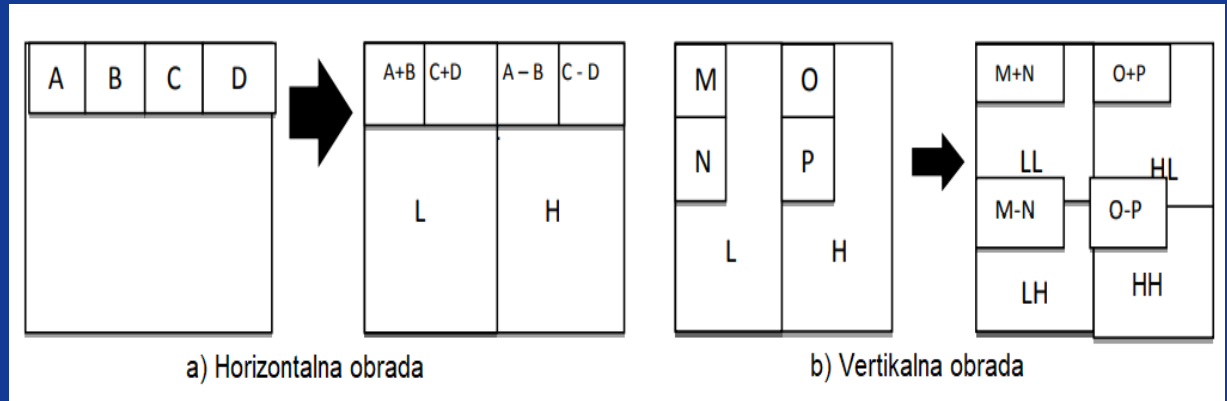 A B C D
A+B C+D A – B C - D
L H
a) Horizontalna obrada
M O
N P
L H
M+N O+P
LL HL
M-N O-P
LH HH
b) Vertikalna obrada